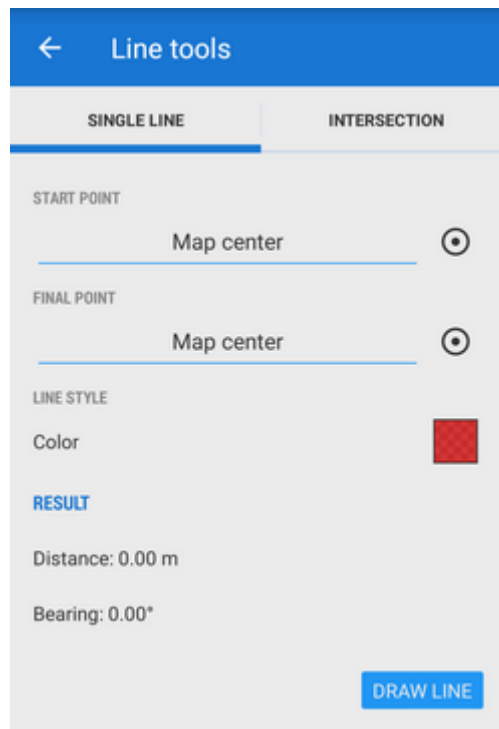 Line tools
SINGLE LINE
INTERSECTION
START POINT
Map center
FINAL POINT
Map center
LINE STYLE
Color
RESULT
Distance: 0.00 m
Bearing: 0.00°
DRAW LINE